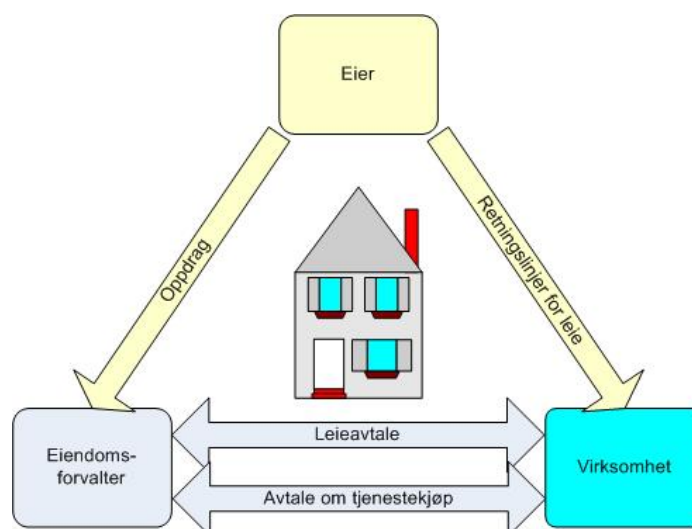 Eier
Oppdrag
Retningslinjer for leie
Leieavtale
Eiendoms-
forvalter
Virksomhet
Avtale om tjenestekjøp